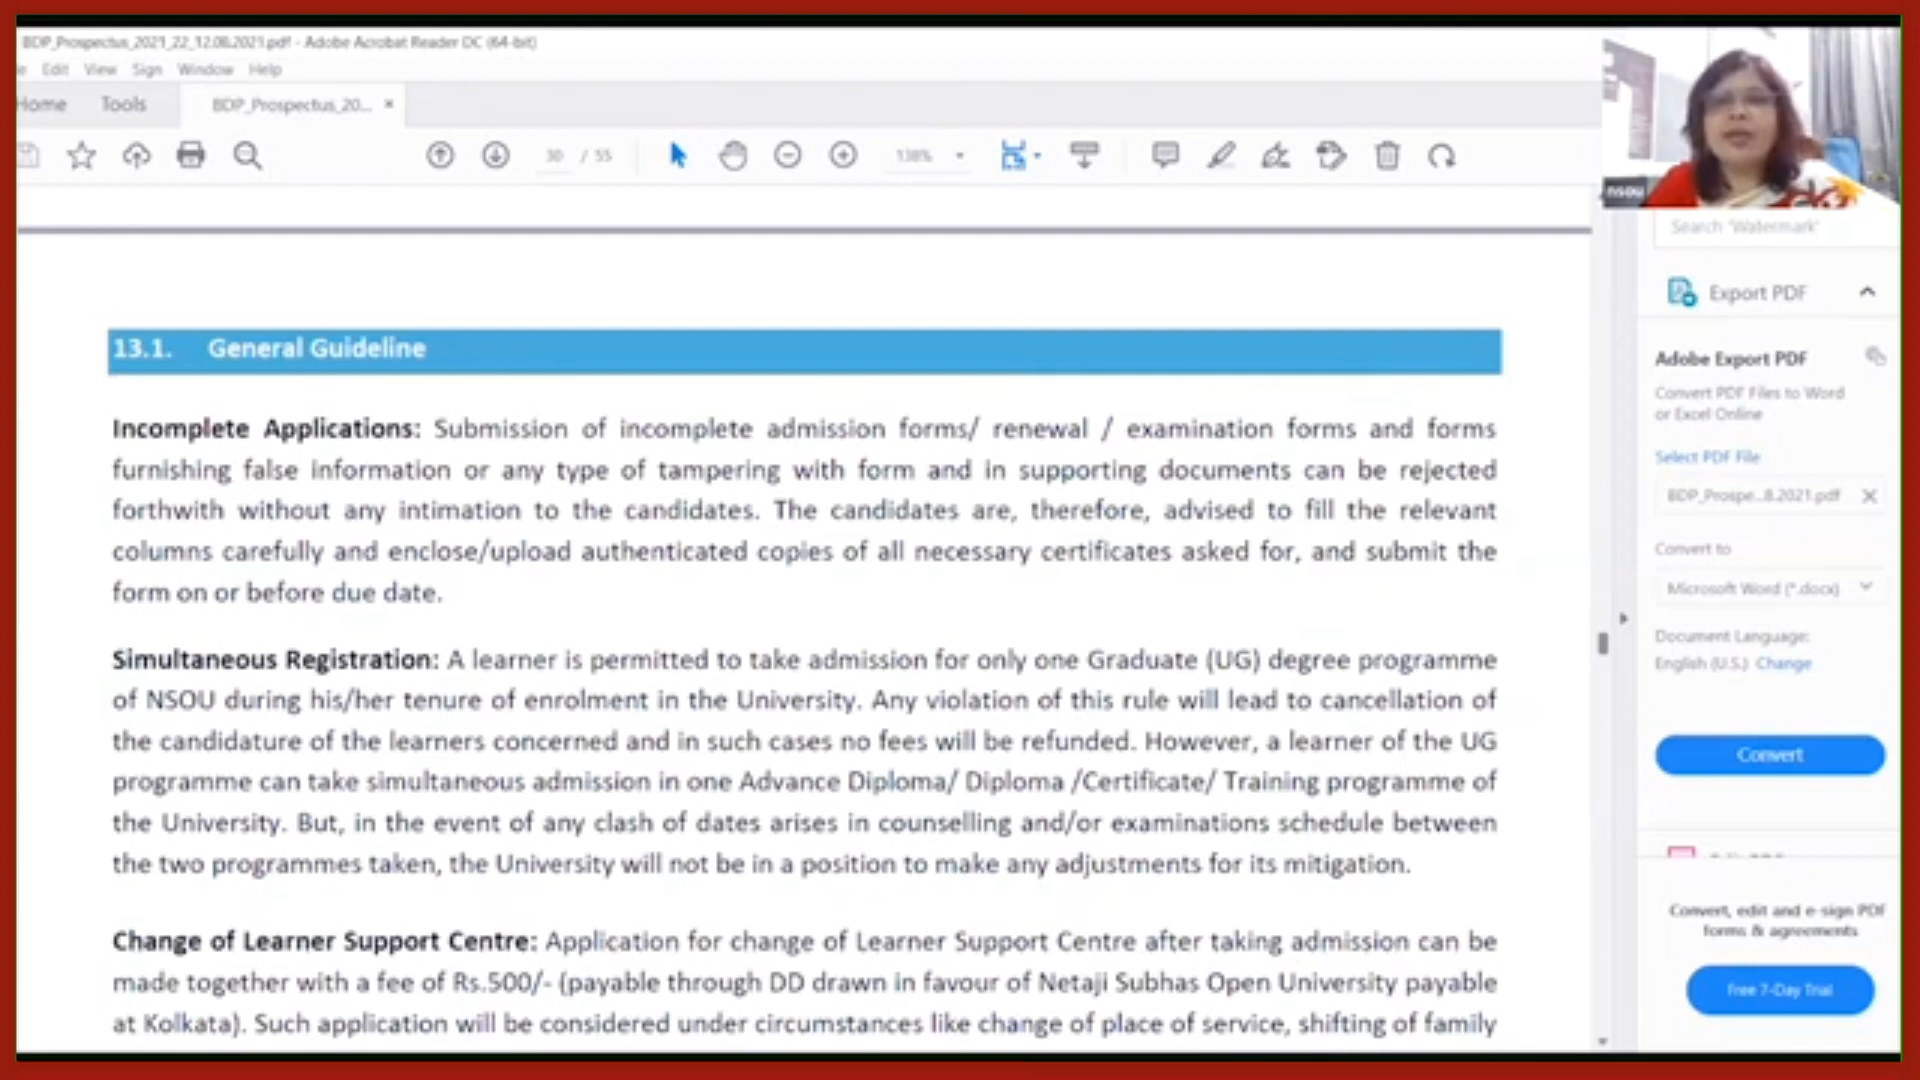 BDP_Prospectus_2021_22_12.08.2021.pdf - Adobe Acrobat Reader DC (64-bit)
Edit View Sign Window Help
Home Tools BDP_Prospectus_20... ×
30 / 55 138%
nsou
Search 'Watermark'
Export PDF
Adobe Export PDF
Convert PDF Files to Word
or Excel Online
Select PDF File
BDP_Prospe...8.2021.pdf
Convert to
Microsoft Word (*.docx)
Document Language:
English (U.S.) Change
Convert
Convert, edit and e-sign PDF
forms & agreements
Free 7-Day Trial
13.1. General Guideline
Incomplete Applications: Submission of incomplete admission forms/ renewal / examination forms and forms
furnishing false information or any type of tampering with form and in supporting documents can be rejected
forthwith without any intimation to the candidates. The candidates are, therefore, advised to fill the relevant
columns carefully and enclose/upload authenticated copies of all necessary certificates asked for, and submit the
form on or before due date.
Simultaneous Registration: A learner is permitted to take admission for only one Graduate (UG) degree programme
of NSOU during his/her tenure of enrolment in the University. Any violation of this rule will lead to cancellation of
the candidature of the learners concerned and in such cases no fees will be refunded. However, a learner of the UG
programme can take simultaneous admission in one Advance Diploma/ Diploma /Certificate/ Training programme of
the University. But, in the event of any clash of dates arises in counselling and/or examinations schedule between
the two programmes taken, the University will not be in a position to make any adjustments for its mitigation.
Change of Learner Support Centre: Application for change of Learner Support Centre after taking admission can be
made together with a fee of Rs.500/- (payable through DD drawn in favour of Netaji Subhas Open University payable
at Kolkata). Such application will be considered under circumstances like change of place of service, shifting of family